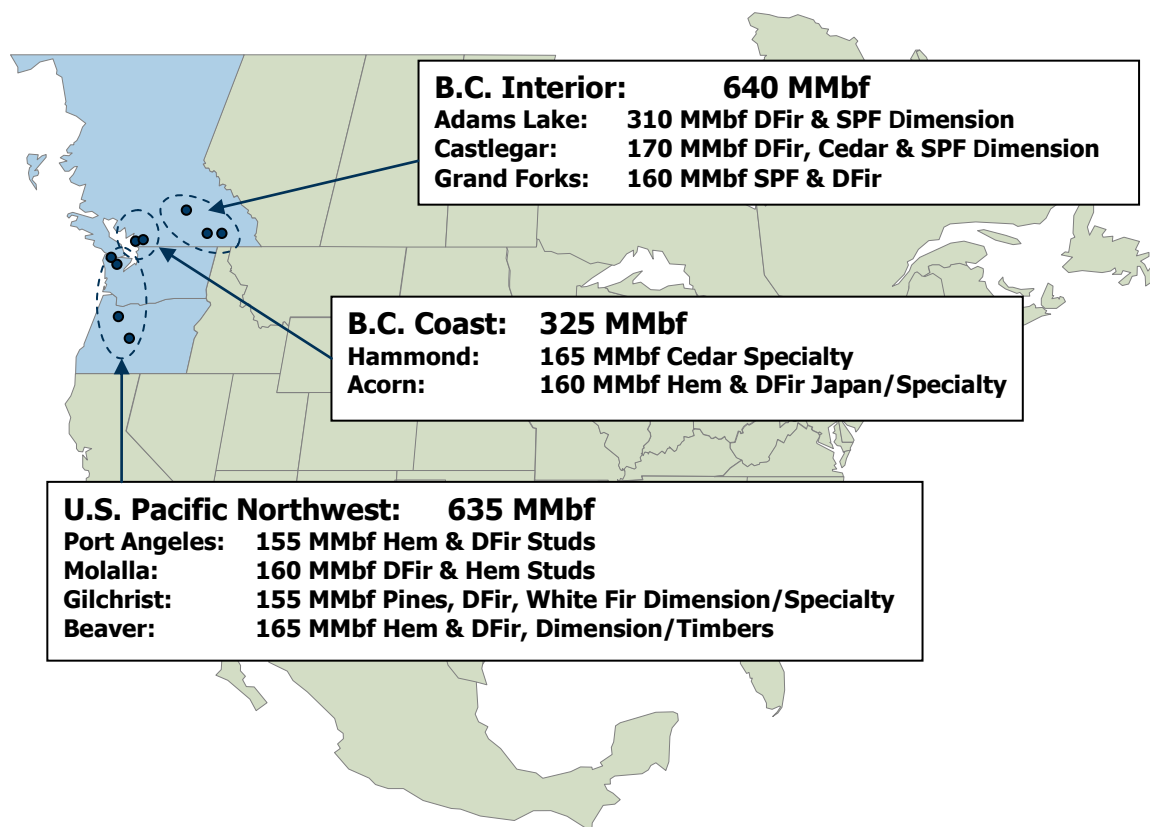 B.C. Interior: 640 MMbf
Adams Lake: 310 MMbf DFir & SPF Dimension
Castlegar: 170 MMbf DFir, Cedar & SPF Dimension
Grand Forks: 160 MMbf SPF & DFir
B.C. Coast: 325 MMbf
Hammond: 165 MMbf Cedar Specialty
Acorn: 160 MMbf Hem & DFir Japan/Specialty
U.S. Pacific Northwest: 635 MMbf
Port Angeles: 155 MMbf Hem & DFir Studs
Molalla: 160 MMbf DFir & Hem Studs
Gilchrist: 155 MMbf Pines, DFir, White Fir Dimension/Specialty
Beaver: 165 MMbf Hem & DFir, Dimension/Timbers